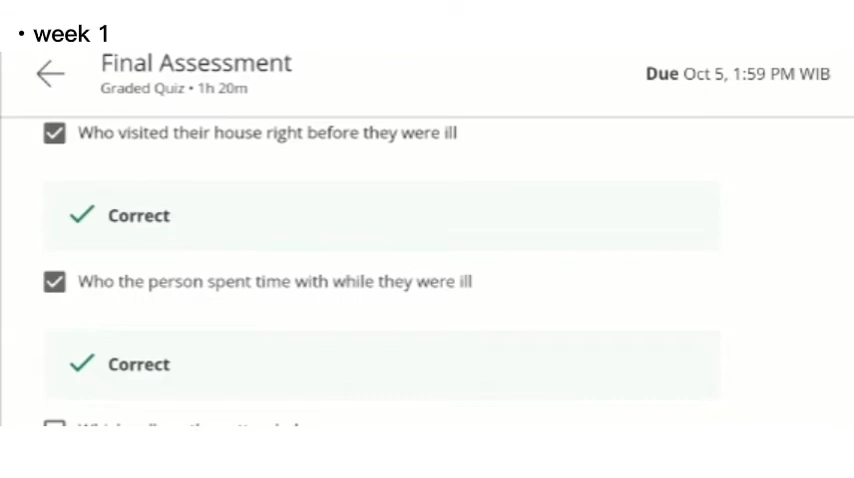 • week 1
Final Assessment
Graded Quiz • 1h 20m
Due Oct 5, 1:59 PM WIB
Who visited their house right before they were ill
Correct
Who the person spent time with while they were ill
Correct